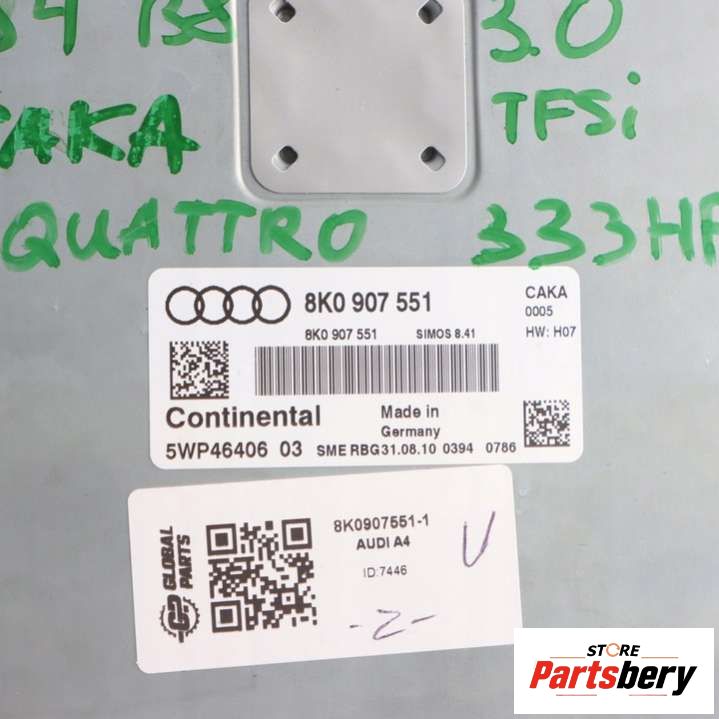 3.0
TFSi
QUATTRO 333HP
8K0 907 551
CAKA
0005
HW: H07
8K0 907 551 SIMOS 8.41
Continental
Made in
Germany
5WP46406 03 SME RBG31.08.10 0394 0786
GLOBAL
PARTS
8K0907551-1
AUDI A4
ID:7446
-2-
V
STORE
Partsbery